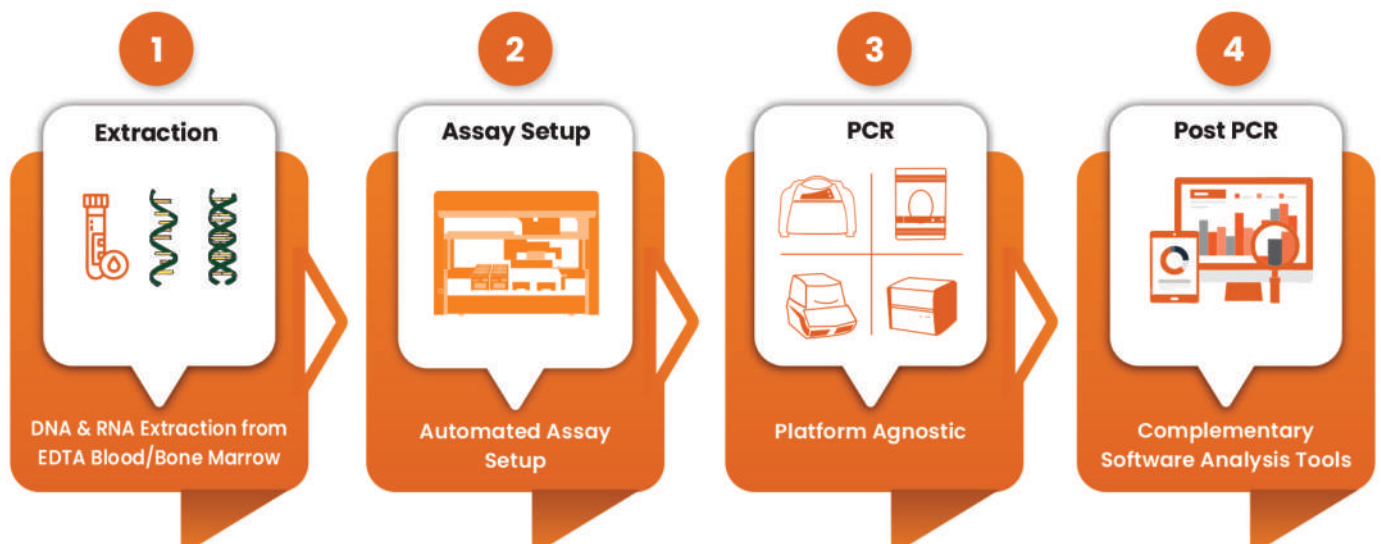 1
2
3
4
Extraction
Assay Setup
PCR
Post PCR
DNA & RNA Extraction from
EDTA Blood/Bone Marrow
Automated Assay
Setup
Platform Agnostic
Complementary
Software Analysis Tools